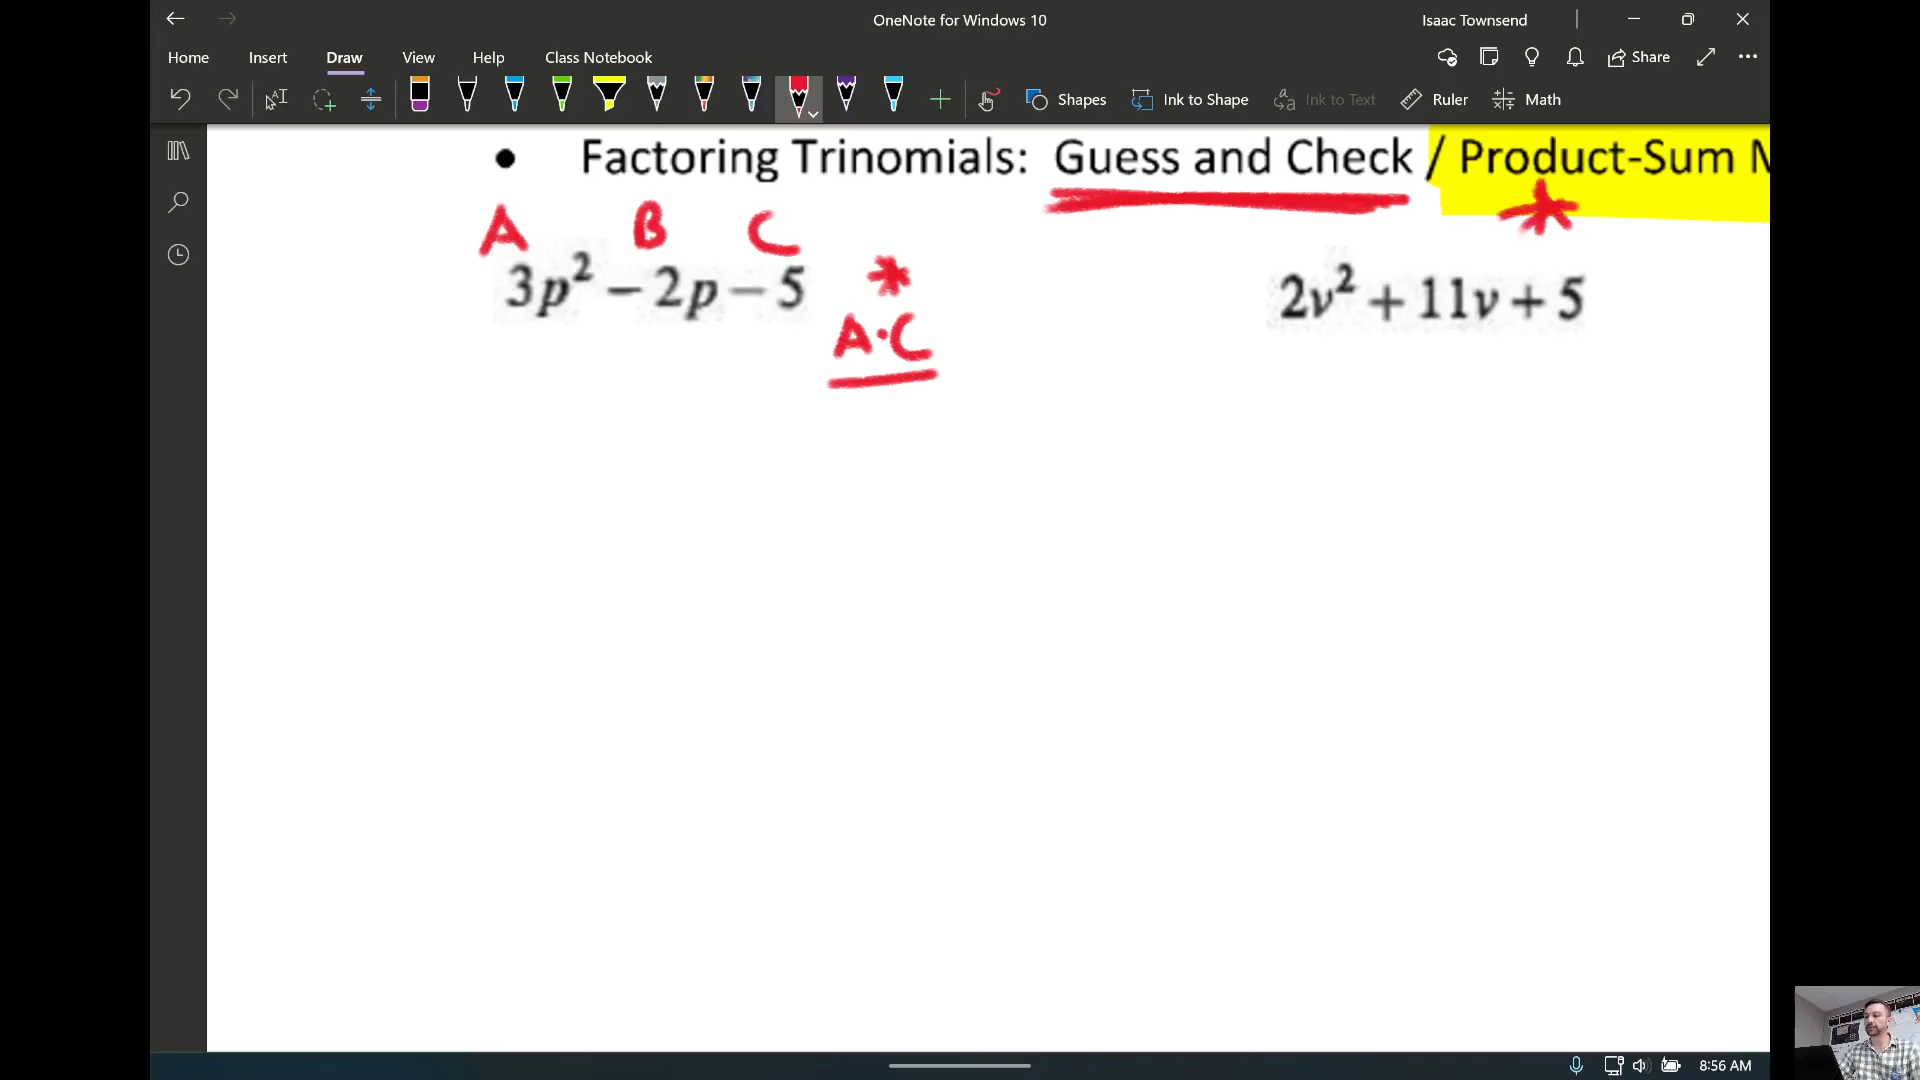 OneNote for Windows 10
Isaac Townsend
Home Insert Draw View Help Class Notebook
Share
Shapes Ink to Shape Ink to Text Ruler Math
• Factoring Trinomials: Guess and Check / Product-Sum M
A B C
3p² − 2p − 5
*
*
A·C
2v² + 11v + 5
8:56 AM